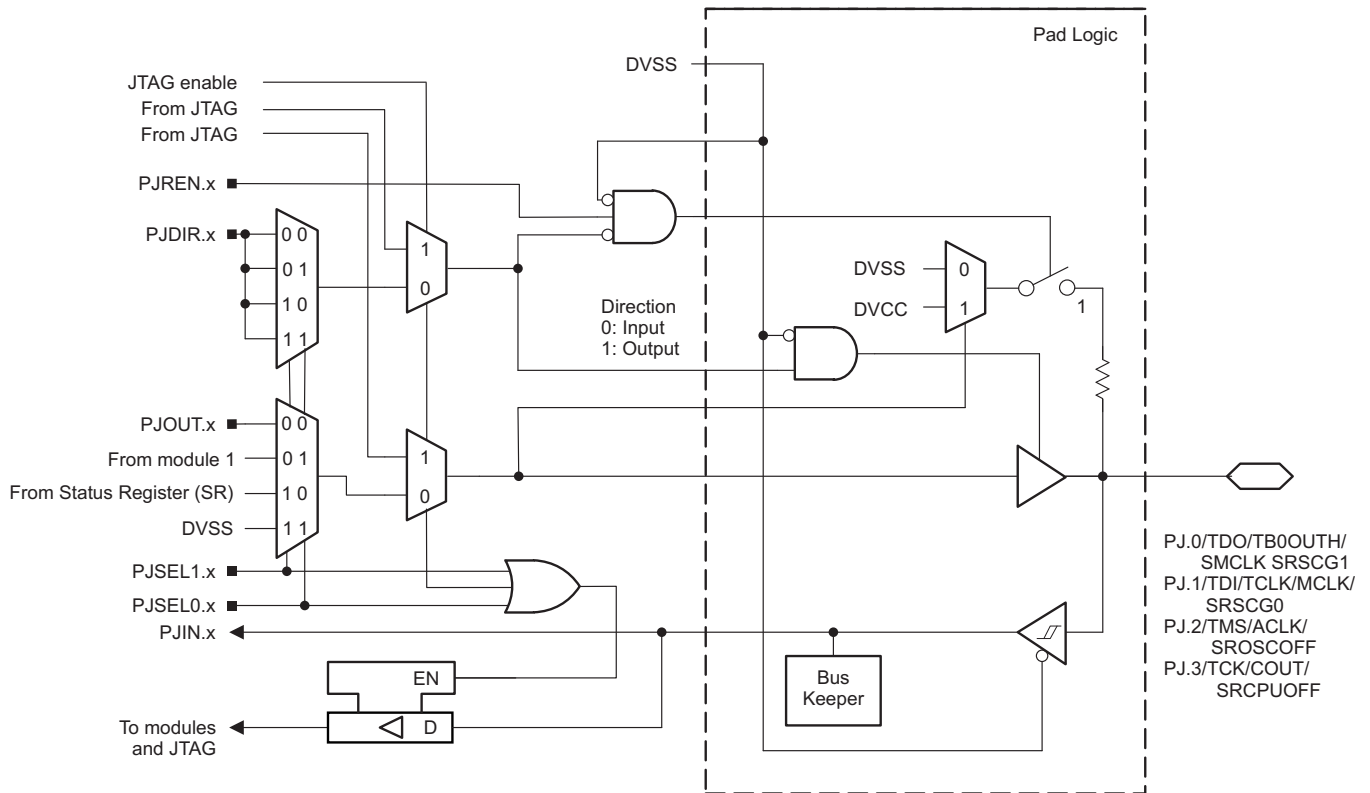 Pad Logic
DVSS
JTAG enable
From JTAG
From JTAG
PJREN.x
PJDIR.x
0 0
0 1
1 0
1 1
1
0
Direction
0: Input
1: Output
DVSS
DVCC
0
1
1
PJOUT.x
From module 1
From Status Register (SR)
DVSS
0 0
0 1
1 0
1 1
1
0
PJSEL1.x
PJSEL0.x
PJIN.x
EN
D
To modules
and JTAG
Bus
Keeper
PJ.0/TDO/TB0OUTH/
SMCLK SRSCG1
PJ.1/TDI/TCLK/MCLK/
SRSCG0
PJ.2/TMS/ACLK/
SROSCOFF
PJ.3/TCK/COUT/
SRCPUOFF